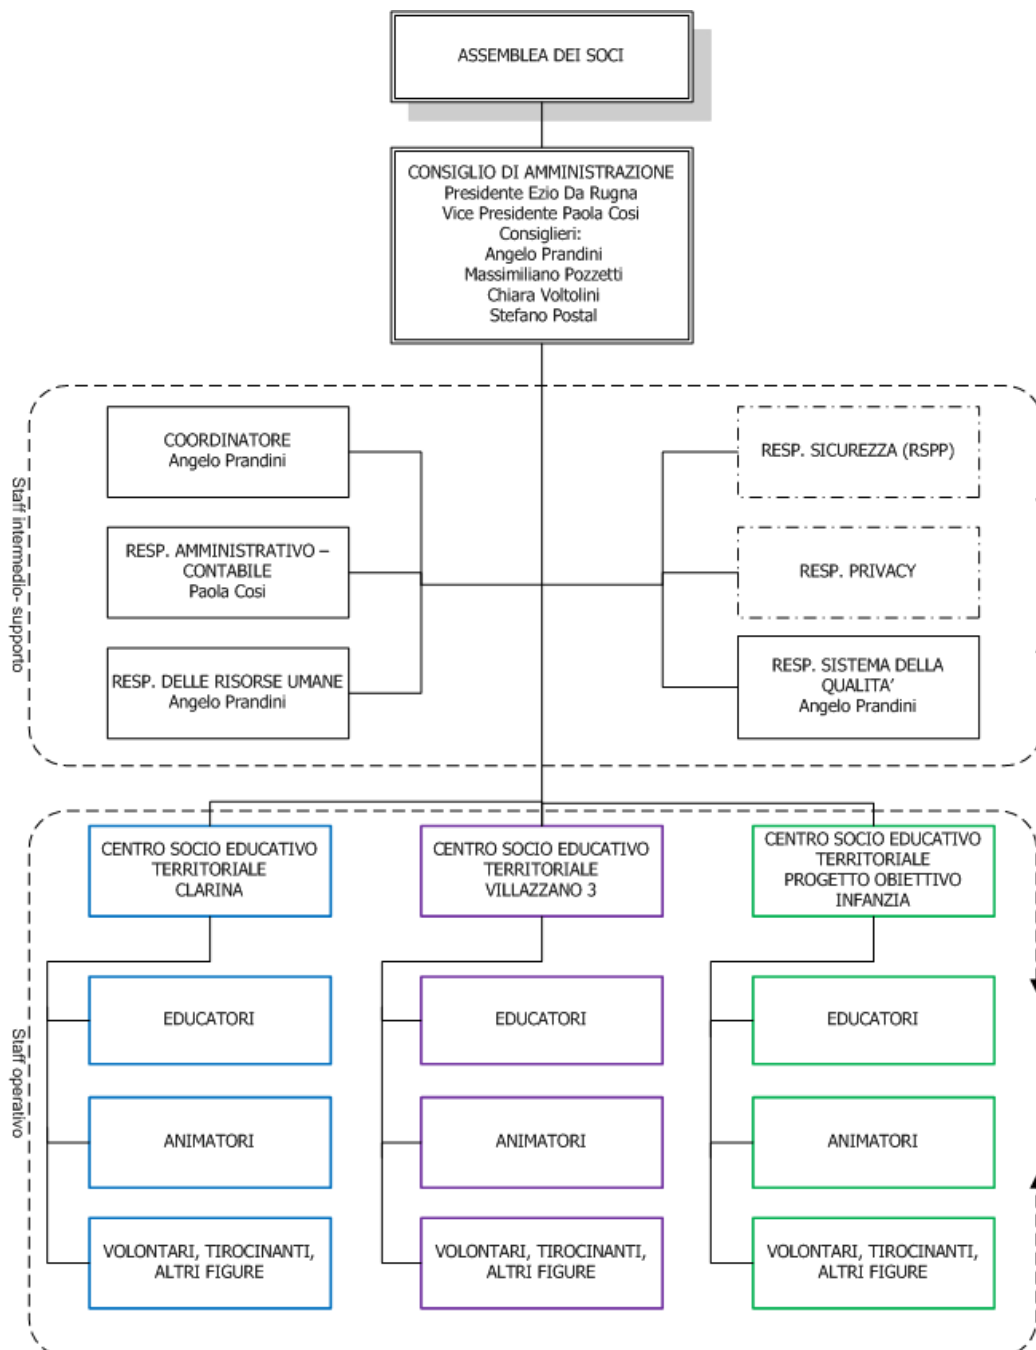 ASSEMBLEA DEI SOCI
CONSIGLIO DI AMMINISTRAZIONE
Presidente Ezio Da Rugna
Vice Presidente Paola Cosi
Consiglieri:
Angelo Prandini
Massimiliano Pozzetti
Chiara Voltolini
Stefano Postal
Staff intermedio- supporto
COORDINATORE
Angelo Prandini
RESP. SICUREZZA (RSPP)
RESP. AMMINISTRATIVO –
CONTABILE
Paola Cosi
RESP. PRIVACY
RESP. DELLE RISORSE UMANE
Angelo Prandini
RESP. SISTEMA DELLA
QUALITA’
Angelo Prandini
Staff operativo
CENTRO SOCIO EDUCATIVO
TERRITORIALE
CLARINA
CENTRO SOCIO EDUCATIVO
TERRITORIALE
VILLAZZANO 3
CENTRO SOCIO EDUCATIVO
TERRITORIALE
PROGETTO OBIETTIVO
INFANZIA
EDUCATORI
EDUCATORI
EDUCATORI
ANIMATORI
ANIMATORI
ANIMATORI
VOLONTARI, TIROCINANTI,
ALTRI FIGURE
VOLONTARI, TIROCINANTI,
ALTRI FIGURE
VOLONTARI, TIROCINANTI,
ALTRI FIGURE